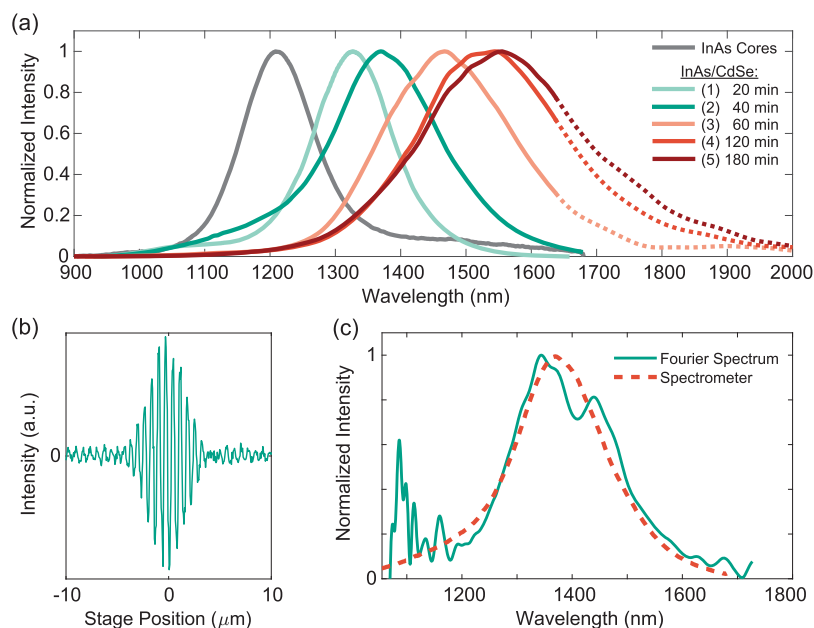 (a)
Normalized Intensity
1
0.8
0.6
0.4
0.2
0
900 1000 1100 1200 1300 1400 1500 1600 1700 1800 1900 2000
Wavelength (nm)
InAs Cores
InAs/CdSe:
(1) 20 min
(2) 40 min
(3) 60 min
(4) 120 min
(5) 180 min
(b)
Intensity (a.u.)
0
-10 0 10
Stage Position (μm)
(c)
Normalized Intensity
1
0
1200 1400 1600 1800
Wavelength (nm)
Fourier Spectrum
Spectrometer